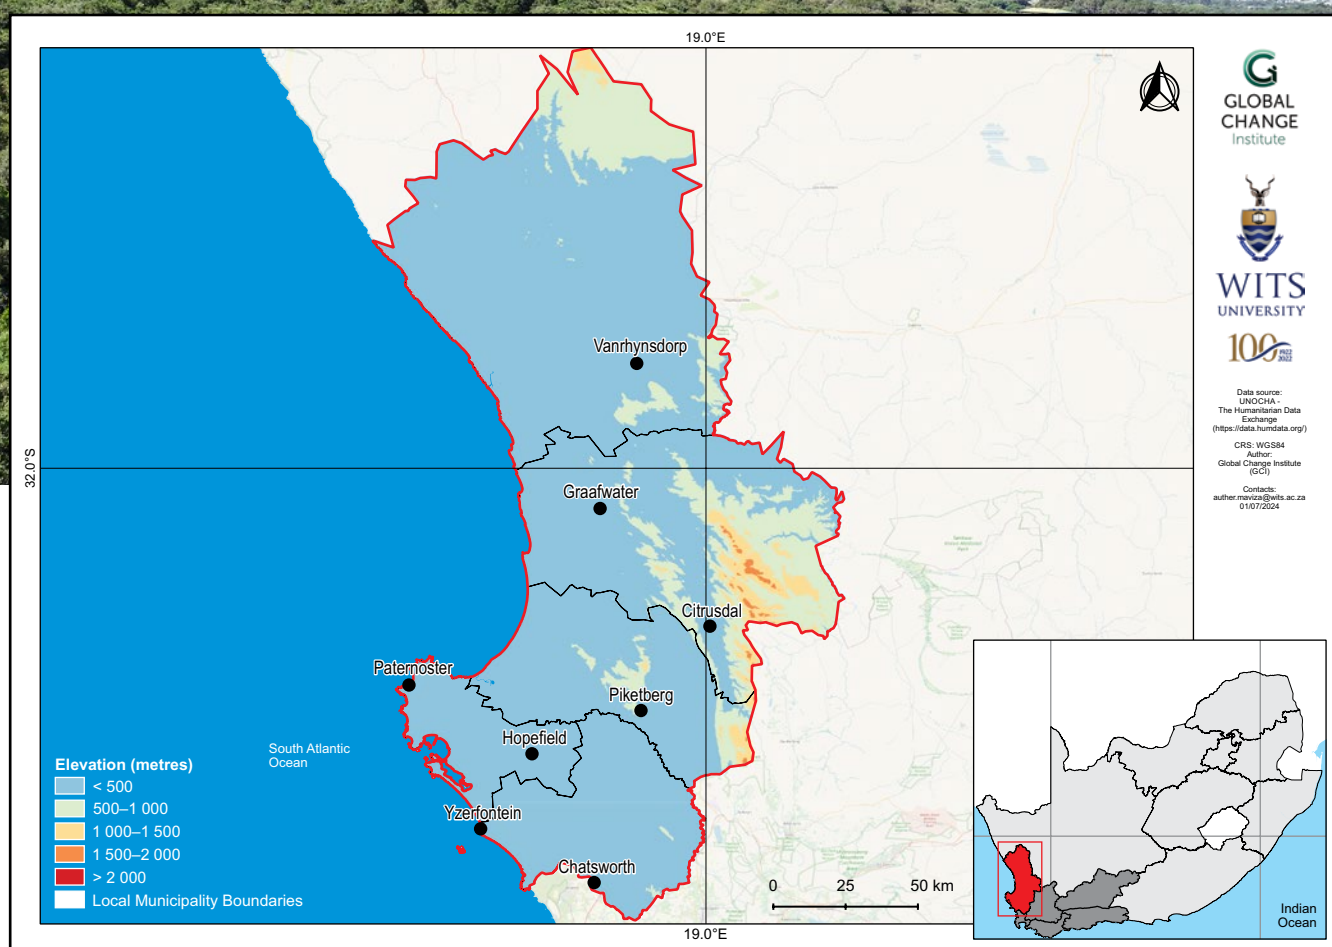 19.0°E
32.0°S
Vanrhynsdorp
Graafwater
Citrusdal
Paternoster
Piketberg
Hopefield
Yzerfontein
Chatsworth
South Atlantic
Ocean
Elevation (metres)
< 500
500–1 000
1 000–1 500
1 500–2 000
> 2 000
Local Municipality Boundaries
0 25 50 km
19.0°E
GLOBAL
CHANGE
Institute
WITS
UNIVERSITY
100 1922
2022
Data source:
UNOCHA -
The Humanitarian Data
Exchange
(https://data.humdata.org/)
CRS: WGS84
Author:
Global Change Institute
(GCI)
Contacts:
auther.maviza@wits.ac.za
01/07/2024
Indian
Ocean